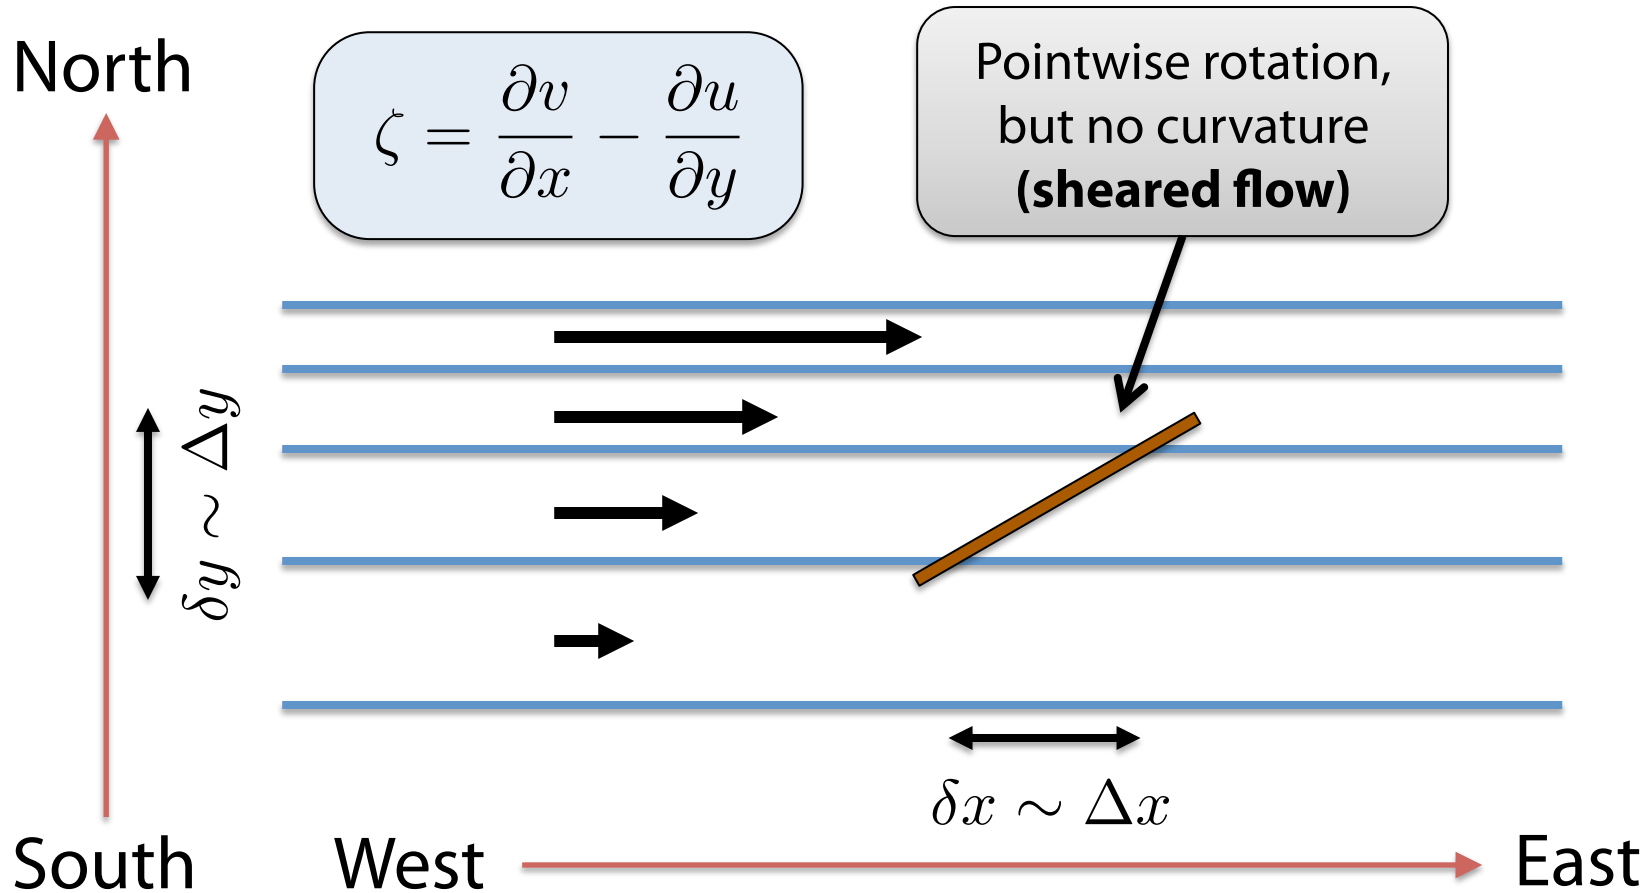 North
ζ = ∂v/∂x − ∂u/∂y
Pointwise rotation,
but no curvature
(sheared flow)
δy ∼ Δy
δx ∼ Δx
South
West
East